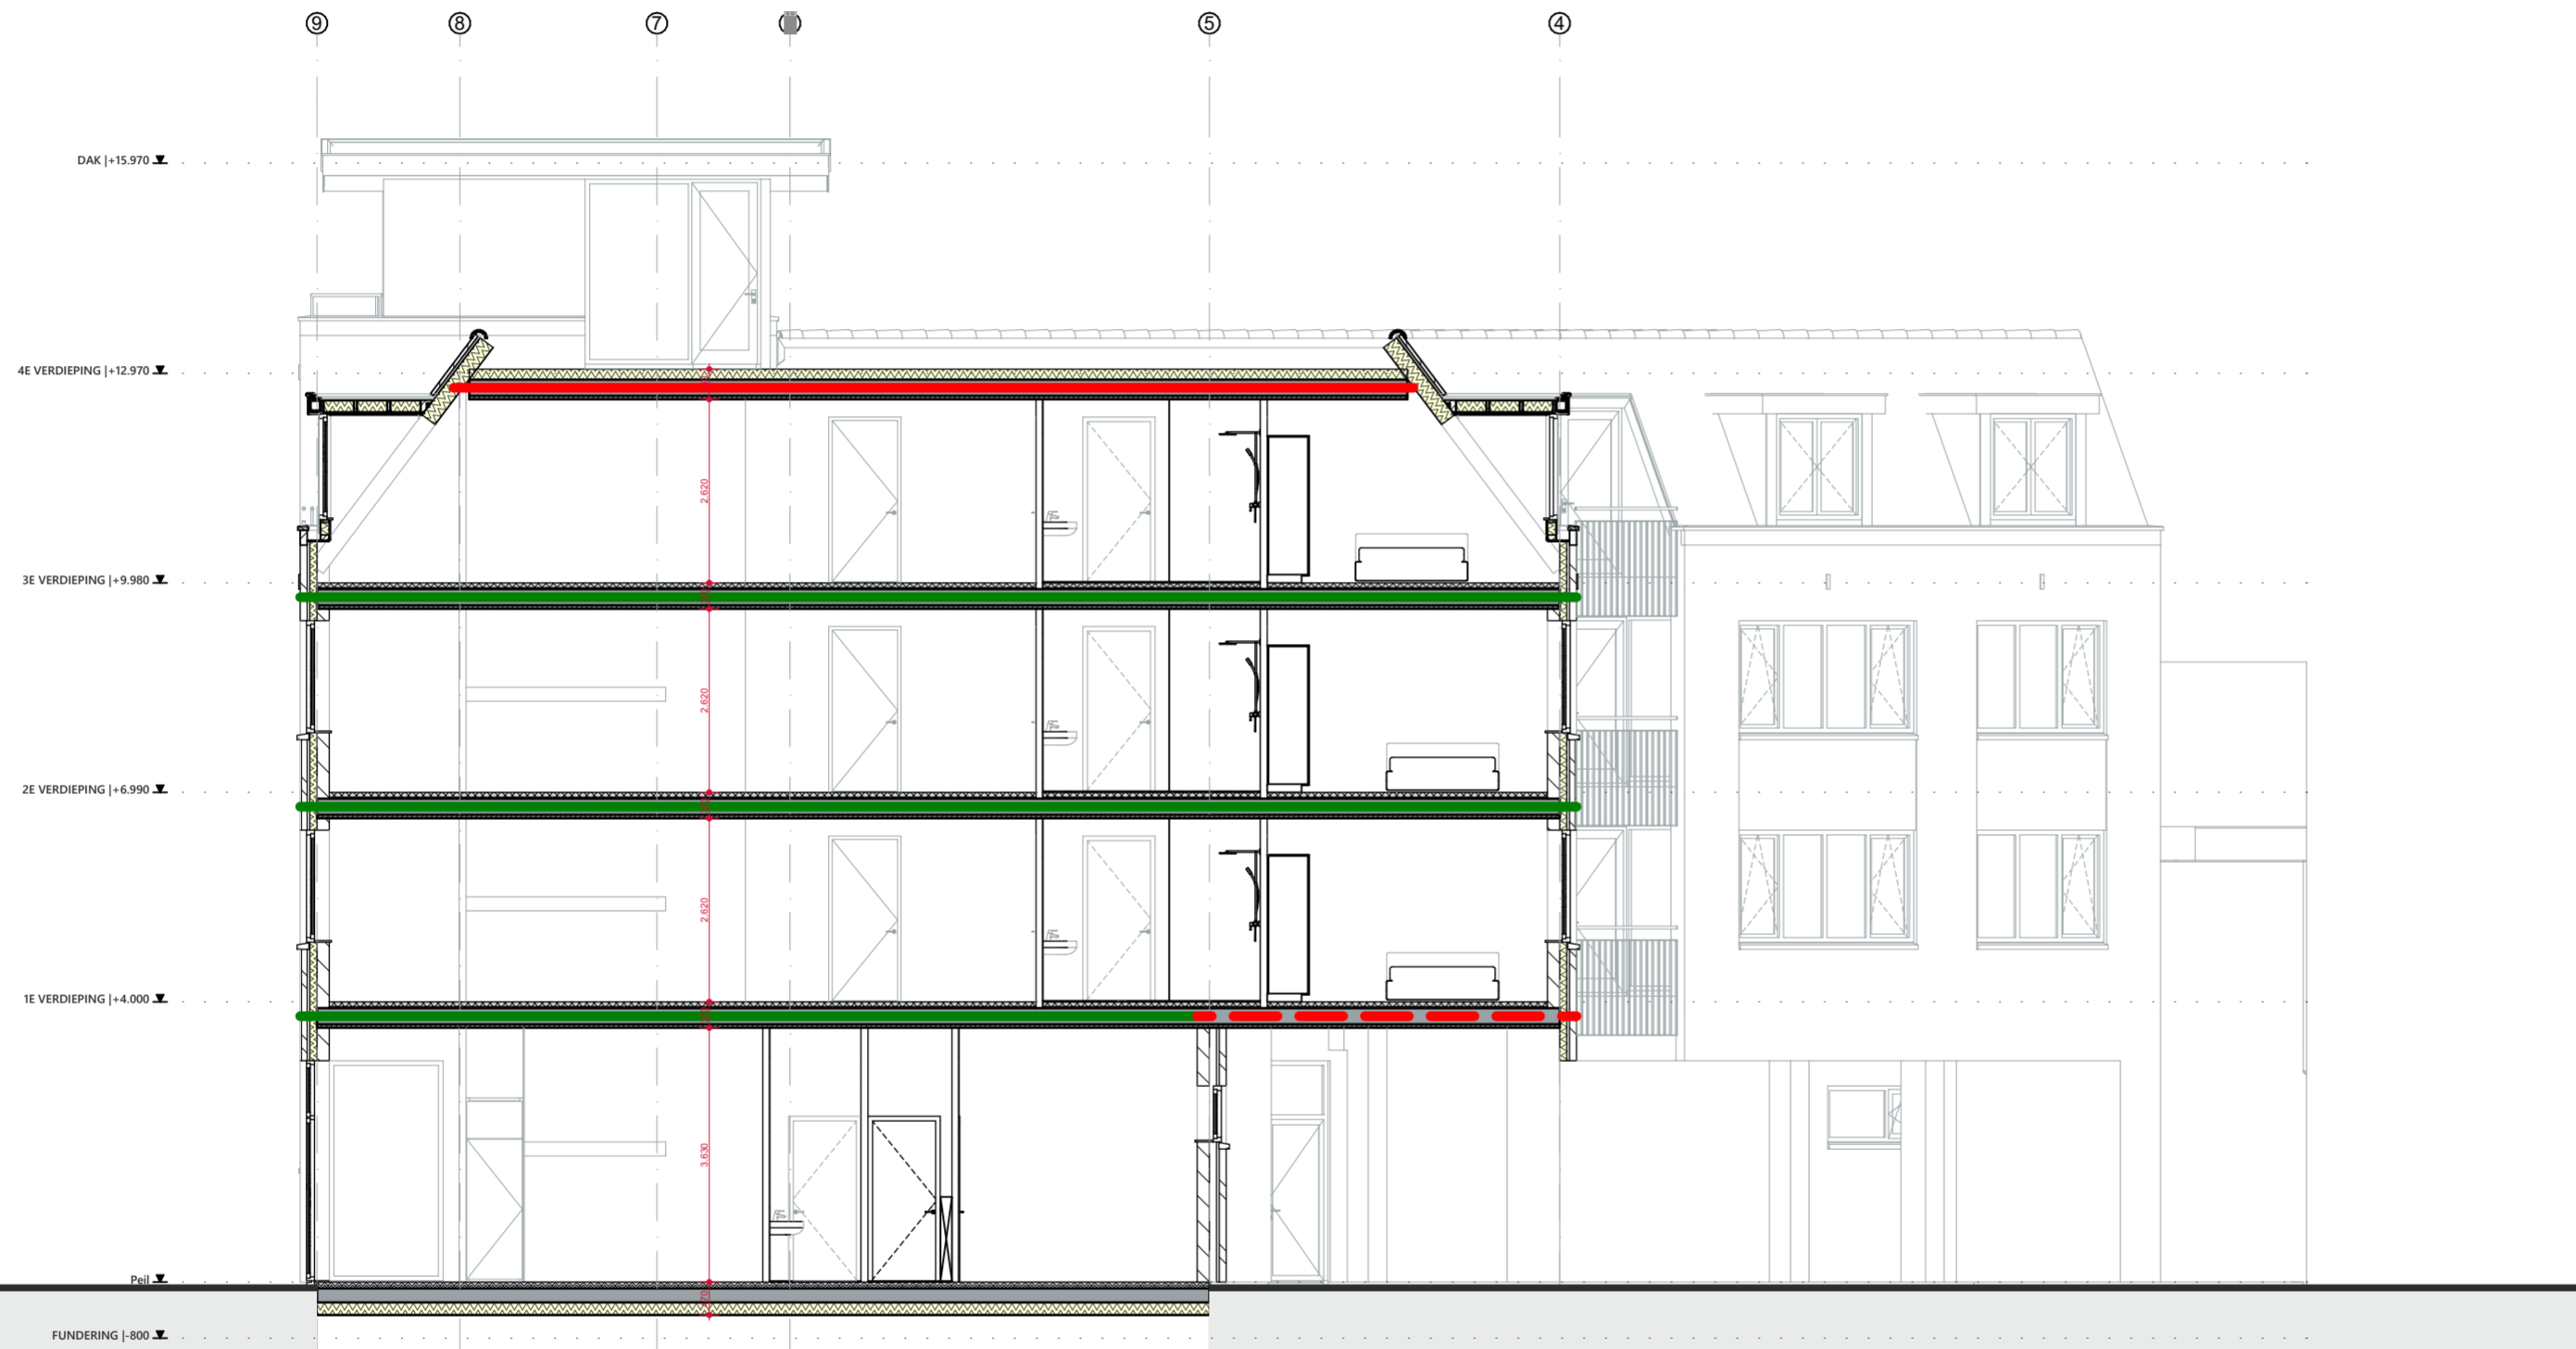 9 8 7 5 4
DAK |+15.970
4E VERDIEPING |+12.970
2.620
3E VERDIEPING |+9.980
2.620
2E VERDIEPING |+6.990
2.620
1E VERDIEPING |+4.000
3.630
Peil
FUNDERING |-800